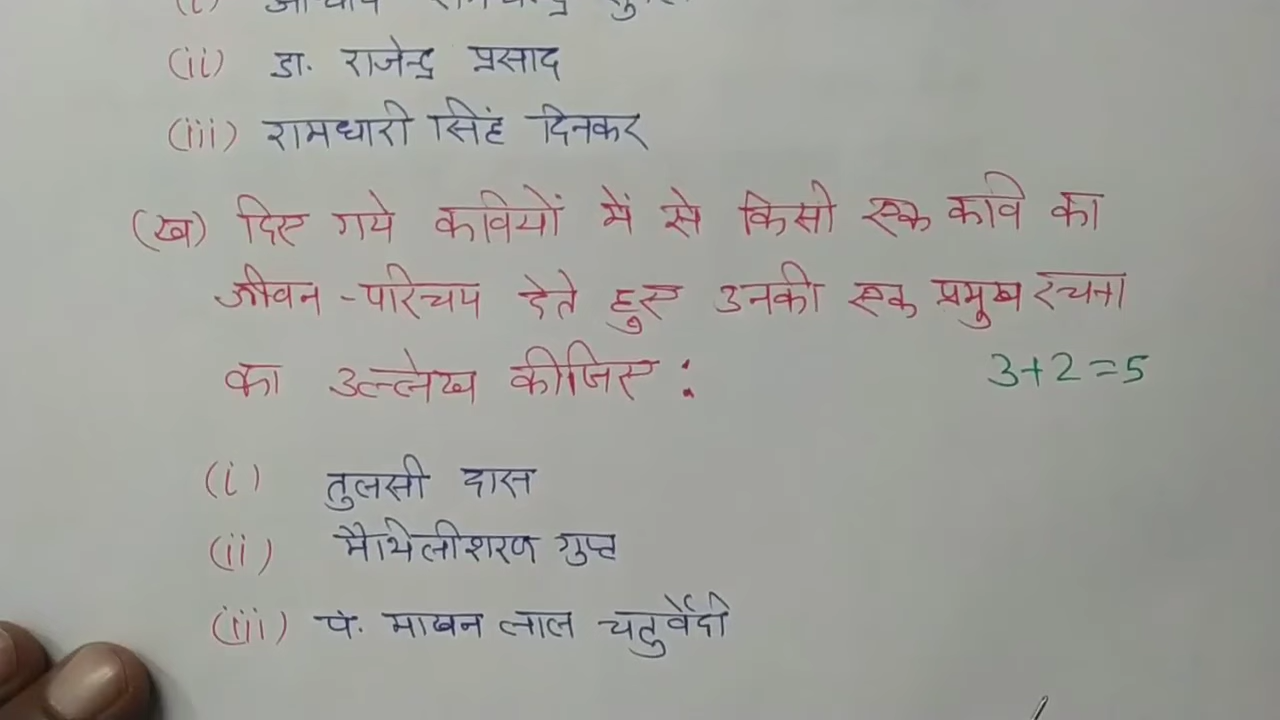 (ii) डा. राजेन्द्र प्रसाद
(iii) रामधारी सिंह दिनकर
(ख) दिए गये कवियों में से किसी एक कवि का
जीवन-परिचय देते हुए उनकी एक प्रमुख रचना
का उल्लेख कीजिए : 3+2=5
(i) तुलसी दास
(ii) मैथिलीशरण गुप्त
(iii) पं. माखन लाल चतुर्वेदी